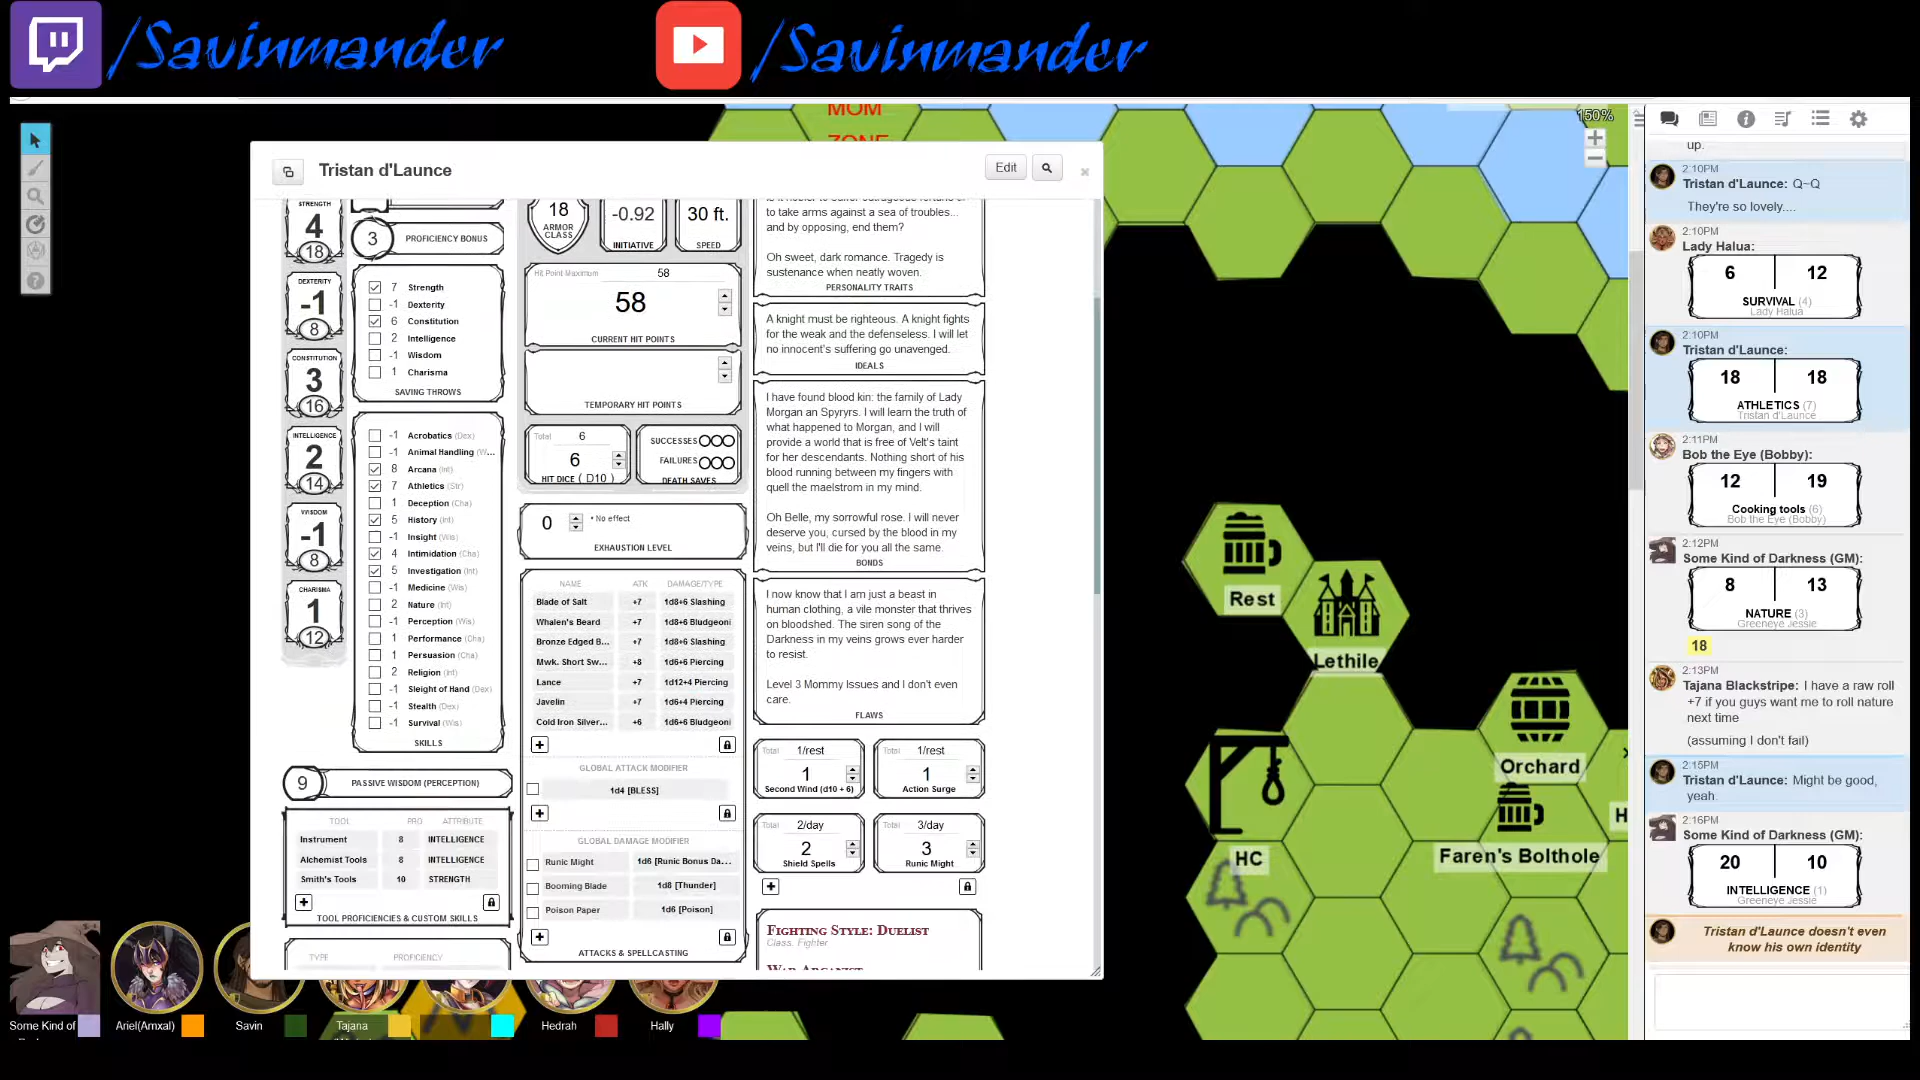 /Savinmander
/Savinmander
MOM
150%
Tristan d'Launce
Edit
STRENGTH
4
18
DEXTERITY
-1
8
CONSTITUTION
3
16
INTELLIGENCE
2
14
WISDOM
-1
8
CHARISMA
1
12
3
PROFICIENCY BONUS
7 Strength
-1 Dexterity
6 Constitution
2 Intelligence
-1 Wisdom
1 Charisma
SAVING THROWS
-1 Acrobatics (Dex)
-1 Animal Handling (W...
8 Arcana (Int)
7 Athletics (Str)
1 Deception (Cha)
5 History (Int)
-1 Insight (Wis)
4 Intimidation (Cha)
5 Investigation (Int)
-1 Medicine (Wis)
2 Nature (Int)
-1 Perception (Wis)
1 Performance (Cha)
1 Persuasion (Cha)
2 Religion (Int)
-1 Sleight of Hand (Dex)
-1 Stealth (Dex)
-1 Survival (Wis)
SKILLS
9
PASSIVE WISDOM (PERCEPTION)
TOOL PRO ATTRIBUTE
Instrument 8 INTELLIGENCE
Alchemist Tools 8 INTELLIGENCE
Smith's Tools 10 STRENGTH
TOOL PROFICIENCIES & CUSTOM SKILLS
TYPE PROFICIENCY
18
ARMOR
CLASS
-0.92
INITIATIVE
30 ft.
SPEED
Hit Point Maximum 58
58
CURRENT HIT POINTS
TEMPORARY HIT POINTS
Total 6
6
HIT DICE ( D10 )
SUCCESSES
FAILURES
DEATH SAVES
0
• No effect
EXHAUSTION LEVEL
NAME ATK DAMAGE/TYPE
Blade of Salt +7 1d8+6 Slashing
Whalen's Beard +7 1d8+6 Bludgeoni
Bronze Edged B... +7 1d8+6 Slashing
Mwk. Short Sw... +8 1d6+6 Piercing
Lance +7 1d12+4 Piercing
Javelin +7 1d6+4 Piercing
Cold Iron Silver... +6 1d6+6 Bludgeoni
GLOBAL ATTACK MODIFIER
1d4 [BLESS]
GLOBAL DAMAGE MODIFIER
Runic Might 1d6 [Runic Bonus Da...
Booming Blade 1d8 [Thunder]
Poison Paper 1d6 [Poison]
ATTACKS & SPELLCASTING
to take arms against a sea of troubles...
and by opposing, end them?
Oh sweet, dark romance. Tragedy is
sustenance when neatly woven.
PERSONALITY TRAITS
A knight must be righteous. A knight fights
for the weak and the defenseless. I will let
no innocent's suffering go unavenged.
IDEALS
I have found blood kin: the family of Lady
Morgan an Spyryrs. I will learn the truth of
what happened to Morgan, and I will
provide a world that is free of Velt's taint
for her descendants. Nothing short of his
blood running between my fingers with
quell the maelstrom in my mind.
Oh Belle, my sorrowful rose. I will never
deserve you, cursed by the blood in my
veins, but I'll die for you all the same.
BONDS
I now know that I am just a beast in
human clothing, a vile monster that thrives
on bloodshed. The siren song of the
Darkness in my veins grows ever harder
to resist.
Level 3 Mommy Issues and I don't even
care.
FLAWS
Total 1/rest
1
Second Wind (d10 + 6)
Total 1/rest
1
Action Surge
Total 2/day
2
Shield Spells
Total 3/day
3
Runic Might
FIGHTING STYLE: DUELIST
Class: Fighter
Rest
Lethile
Orchard
HC
Faren's Bolthole
H
up.
2:10PM
Tristan d'Launce: Q~Q
They're so lovely....
2:10PM
Lady Halua:
6 12
SURVIVAL (4)
Lady Halua
2:10PM
Tristan d'Launce:
18 18
ATHLETICS (7)
Tristan d'Launce
2:11PM
Bob the Eye (Bobby):
12 19
Cooking tools (6)
Bob the Eye (Bobby)
2:12PM
Some Kind of Darkness (GM):
8 13
NATURE (3)
Greeneye Jessie
18
2:13PM
Tajana Blackstripe: I have a raw roll
+7 if you guys want me to roll nature
next time
(assuming I don't fail)
2:15PM
Tristan d'Launce: Might be good,
yeah.
2:16PM
Some Kind of Darkness (GM):
20 10
INTELLIGENCE (1)
Greeneye Jessie
Tristan d'Launce doesn't even
know his own identity
Some Kind of
Ariel(Amxal)
Savin
Tajana
Hedrah
Hally